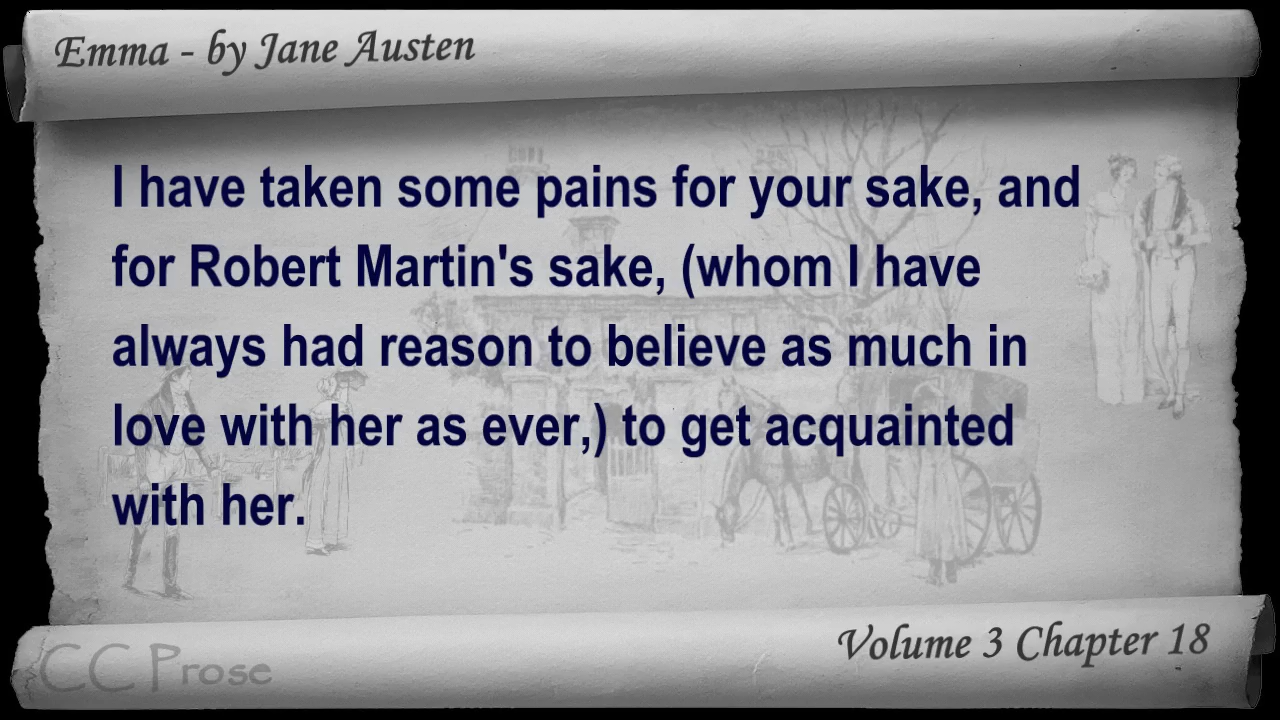 Emma - by Jane Austen
I have taken some pains for your sake, and
for Robert Martin's sake, (whom I have
always had reason to believe as much in
love with her as ever,) to get acquainted
with her.
Volume 3 Chapter 18
CC Prose